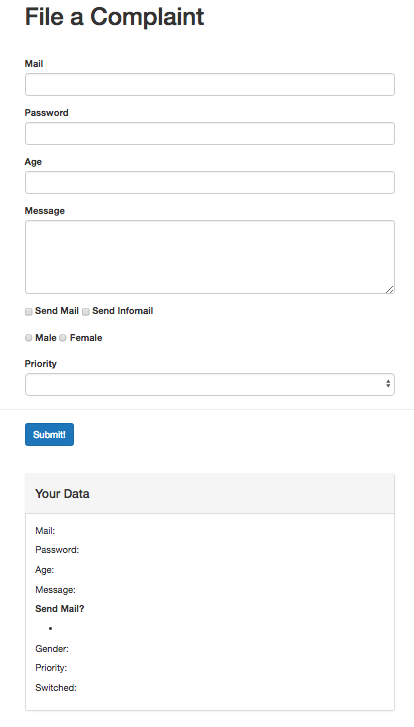 File a Complaint
Mail
Password
Age
Message
Send Mail Send Infomail
Male Female
Priority
Submit!
Your Data
Mail:
Password:
Age:
Message:
Send Mail?
•
Gender:
Priority:
Switched: